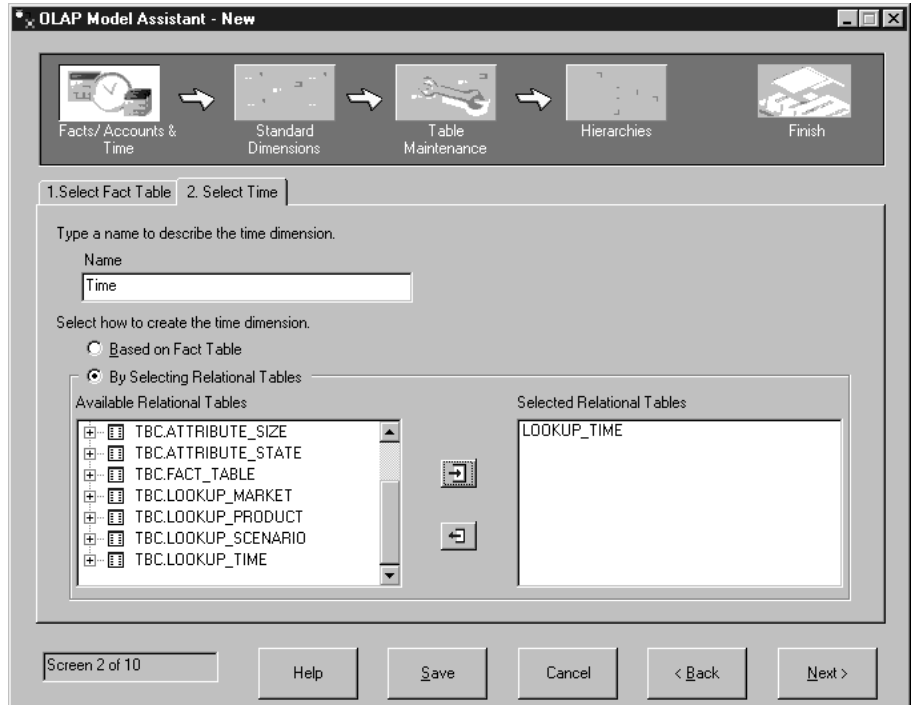 OLAP Model Assistant - New
Facts/ Accounts & Time
Standard Dimensions
Table Maintenance
Hierarchies
Finish
1.Select Fact Table
2. Select Time
Type a name to describe the time dimension.
Name
Time
Select how to create the time dimension.
Based on Fact Table
By Selecting Relational Tables
Available Relational Tables
TBC.ATTRIBUTE_SIZE
TBC.ATTRIBUTE_STATE
TBC.FACT_TABLE
TBC.LOOKUP_MARKET
TBC.LOOKUP_PRODUCT
TBC.LOOKUP_SCENARIO
TBC.LOOKUP_TIME
Selected Relational Tables
LOOKUP_TIME
Screen 2 of 10
Help
Save
Cancel
< Back
Next >